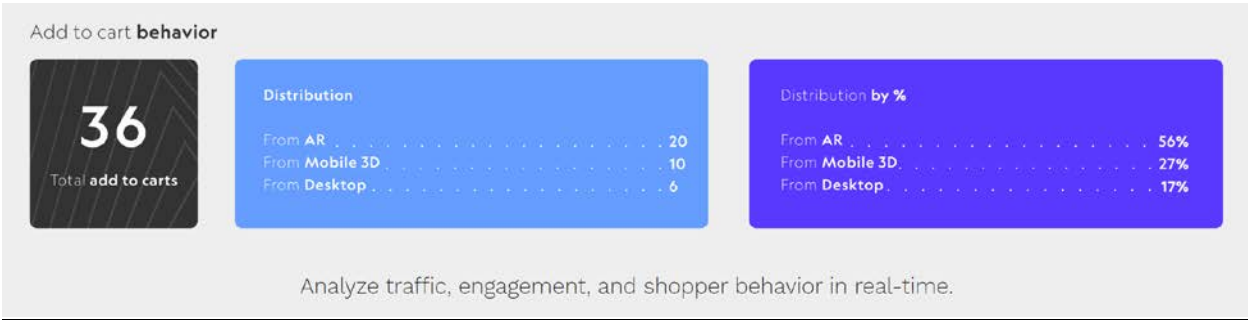 Add to cart behavior
36
Total add to carts
Distribution
From AR . . . . . . . . . . . . . . . . . . . . . 20
From Mobile 3D . . . . . . . . . . . . . . . . . . 10
From Desktop . . . . . . . . . . . . . . . . . . 6
Distribution by %
From AR . . . . . . . . . . . . . . . . . . . . . 56%
From Mobile 3D . . . . . . . . . . . . . . . . . . 27%
From Desktop . . . . . . . . . . . . . . . . . . 17%
Analyze traffic, engagement, and shopper behavior in real-time.